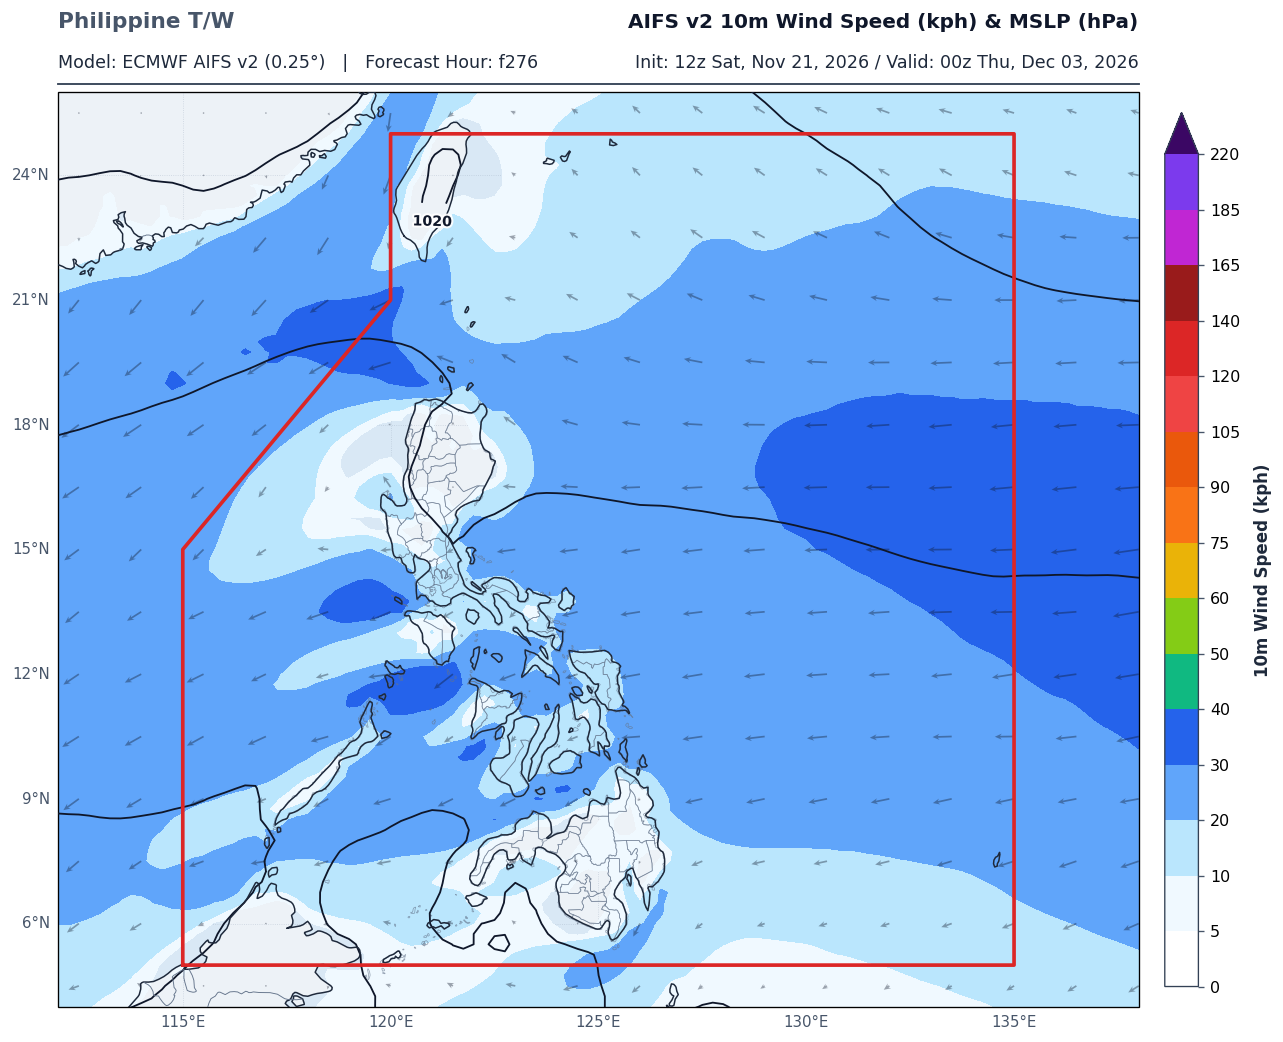 Philippine T/W
AIFS v2 10m Wind Speed (kph) & MSLP (hPa)
Model: ECMWF AIFS v2 (0.25°) | Forecast Hour: f276
Init: 12z Sat, Nov 21, 2026 / Valid: 00z Thu, Dec 03, 2026
24°N
21°N
18°N
15°N
12°N
9°N
6°N
1020
115°E
120°E
125°E
130°E
135°E
220
185
165
140
120
105
90
75
60
50
40
30
20
10
5
0
10m Wind Speed (kph)